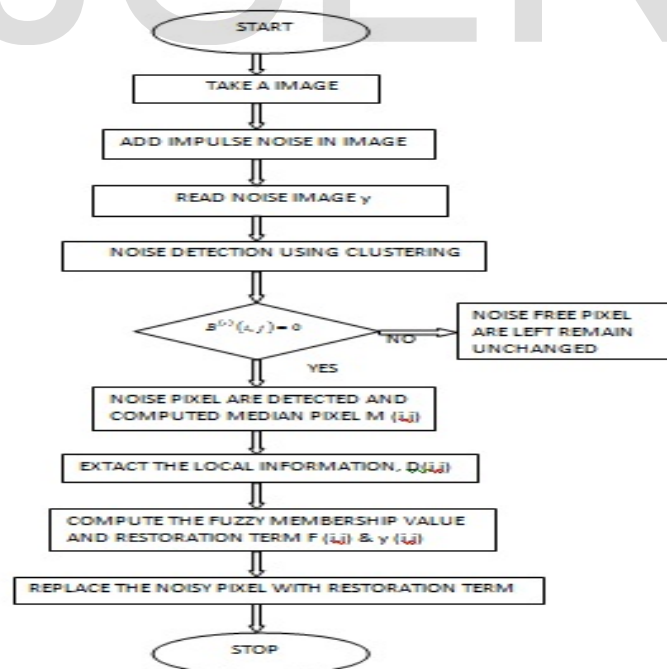 START
TAKE A IMAGE
ADD IMPULSE NOISE IN IMAGE
READ NOISE IMAGE y
NOISE DETECTION USING CLUSTERING
(i, j) = 0
NO
NOISE FREE PIXEL
ARE LEFT REMAIN
UNCHANGED
YES
NOISE PIXEL ARE DETECTED AND
COMPUTED MEDIAN PIXEL M (i,j)
EXTACT THE LOCAL INFORMATION, D(i,j)
COMPUTE THE FUZZY MEMBERSHIP VALUE
AND RESTORATION TERM F (i,j) & y (i,j)
REPLACE THE NOISY PIXEL WITH RESTORATION TERM
STOP